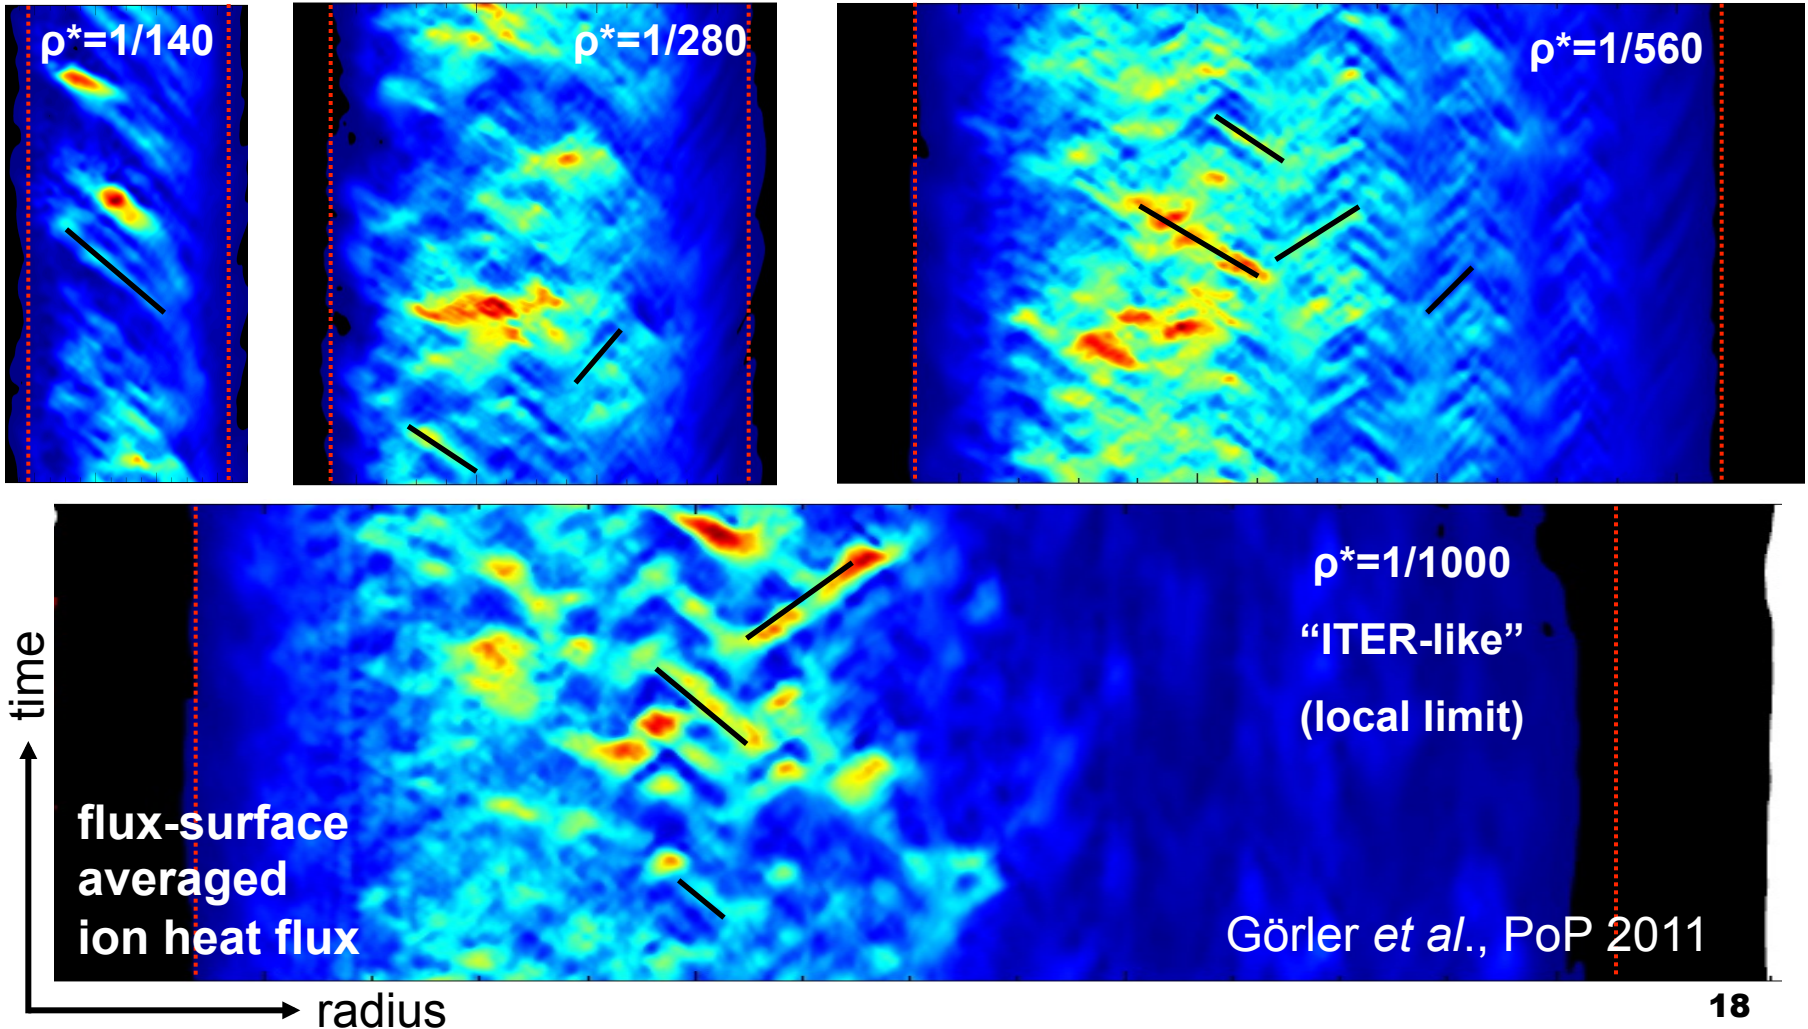 ρ*=1/140
ρ*=1/280
ρ*=1/560
ρ*=1/1000
“ITER-like”
(local limit)
time
flux-surface
averaged
ion heat flux
Görler et al., PoP 2011
radius
18